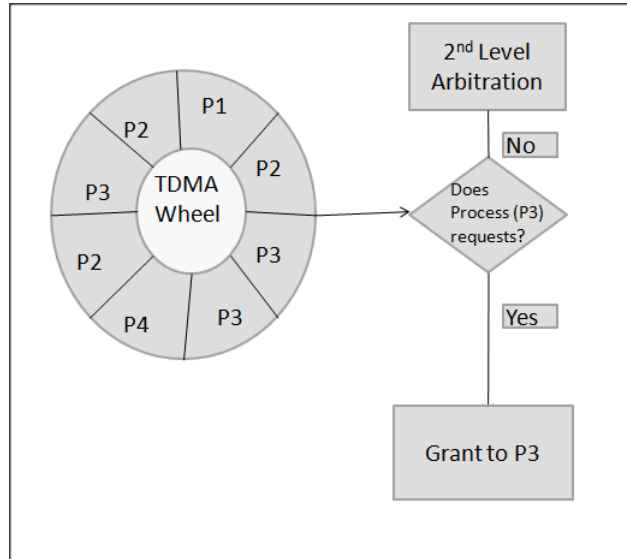 P1
P2
P3
P3
P4
P2
P3
P2
TDMA
Wheel
2nd Level
Arbitration
No
Does
Process (P3)
requests?
Yes
Grant to P3